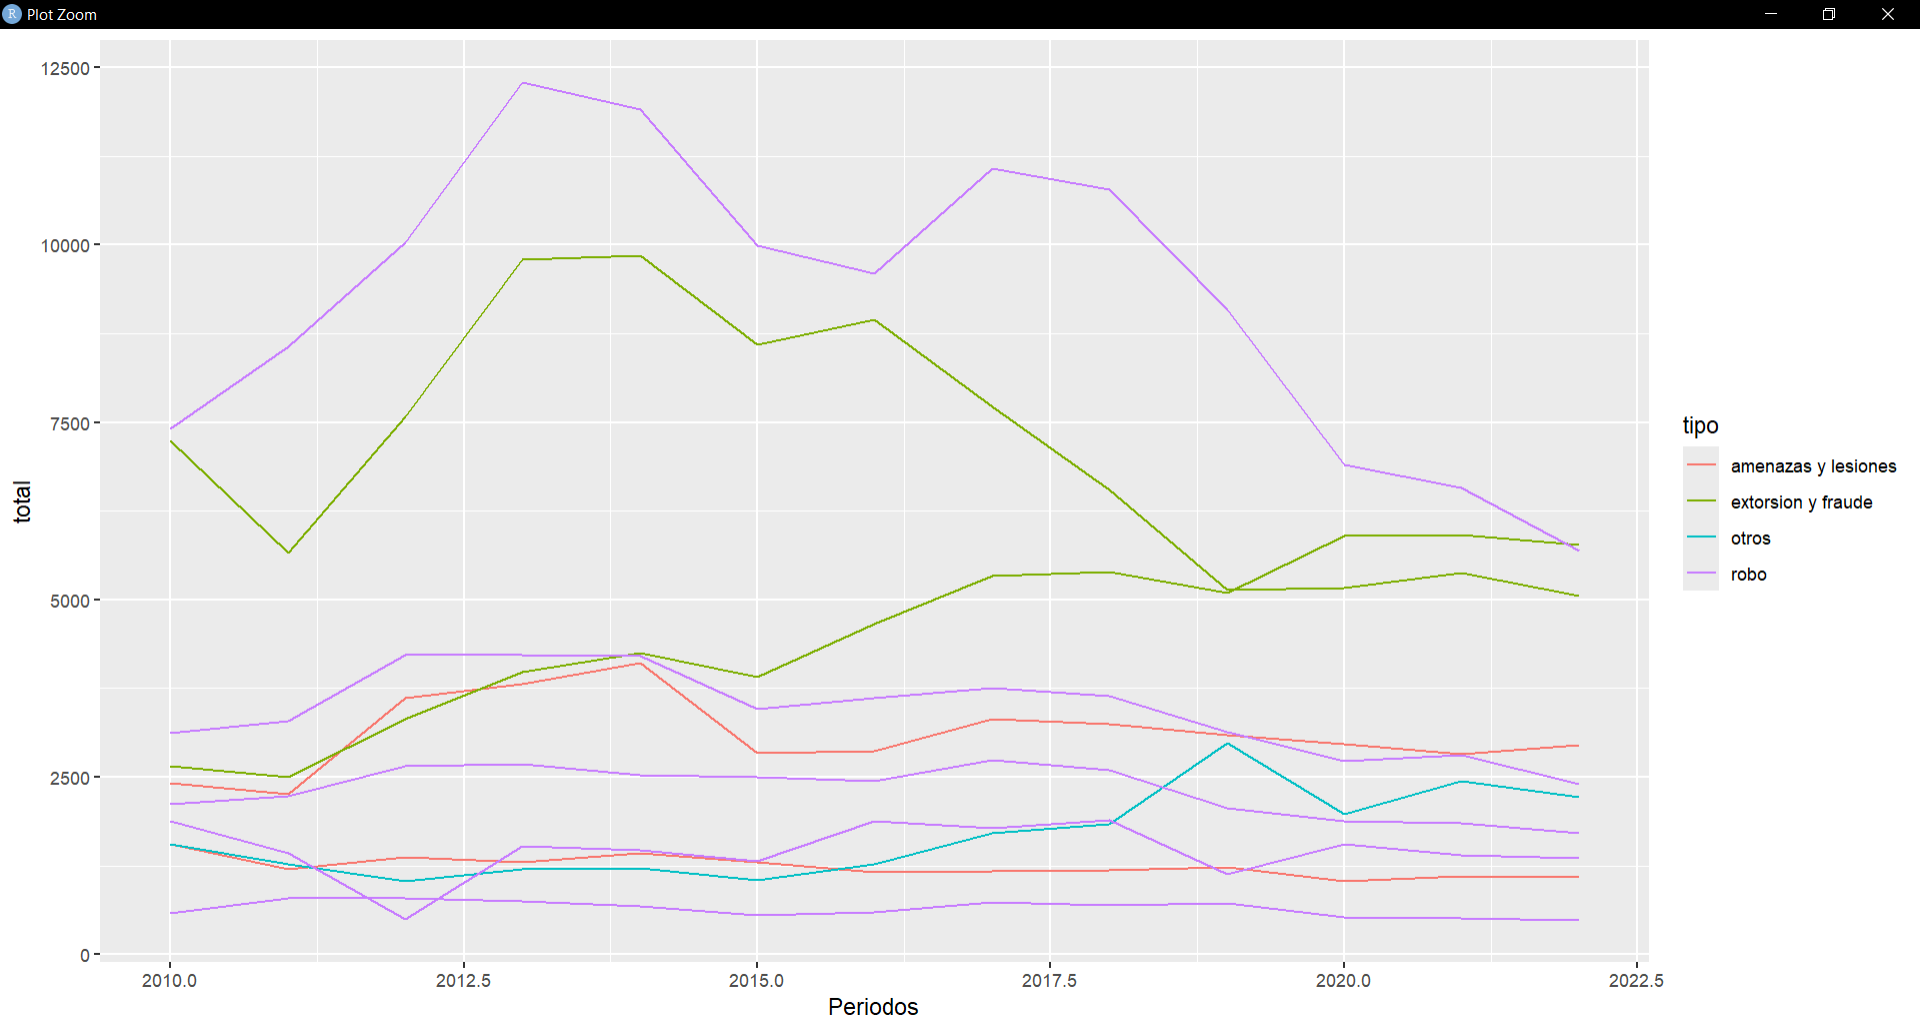 R Plot Zoom
12500
10000
7500
5000
2500
0
total
2010.0 2012.5 2015.0 2017.5 2020.0 2022.5
Periodos
tipo
amenazas y lesiones
extorsion y fraude
otros
robo